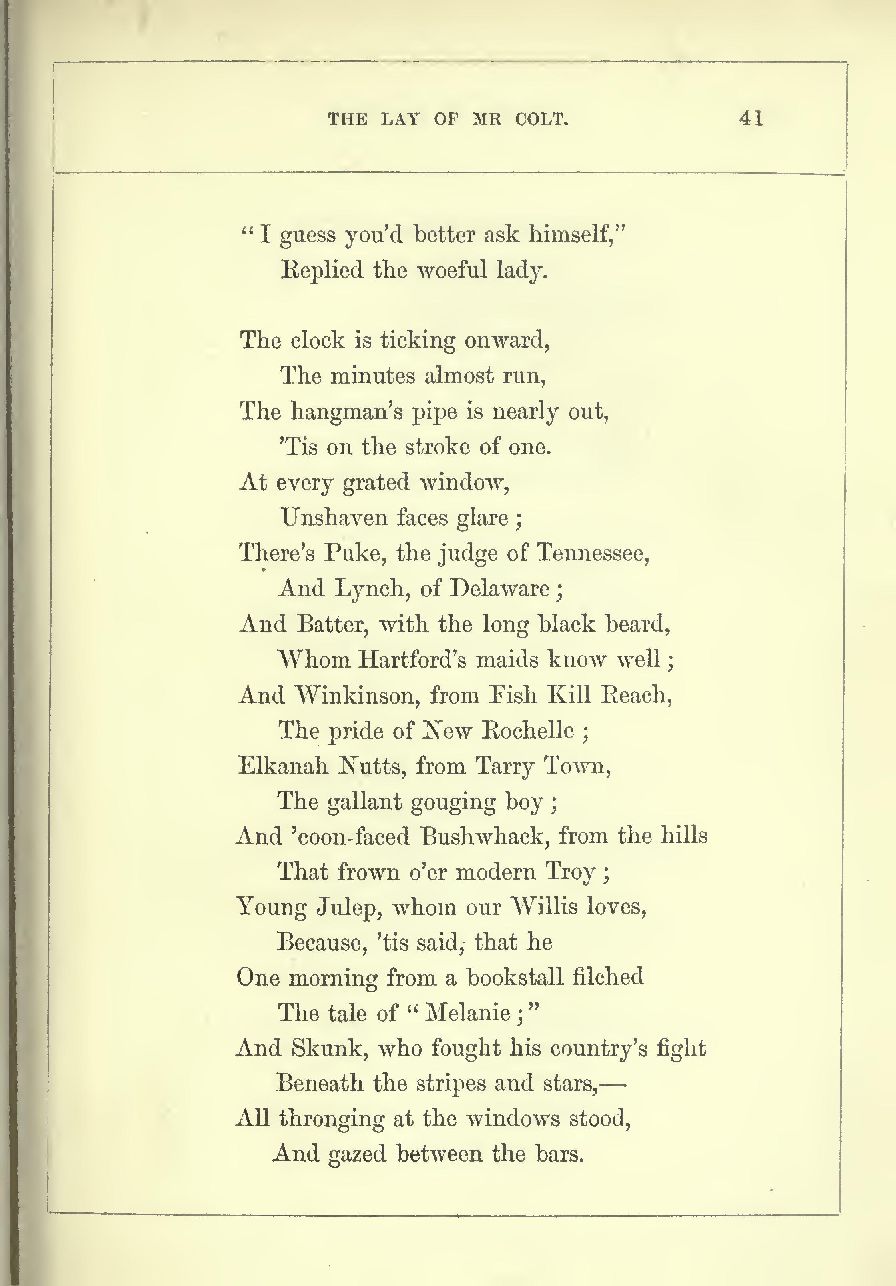 THE LAY OF MR COLT. 41
“ I guess you’d better ask himself,”
Replied the woeful lady.
The clock is ticking onward,
The minutes almost run,
The hangman’s pipe is nearly out,
’Tis on the stroke of one.
At every grated window,
Unshaven faces glare ;
There’s Puke, the judge of Tennessee,
And Lynch, of Delaware ;
And Batter, with the long black beard,
Whom Hartford’s maids know well ;
And Winkinson, from Fish Kill Reach,
The pride of New Rochelle ;
Elkanah Nutts, from Tarry Town,
The gallant gouging boy ;
And ’coon-faced Bushwhack, from the hills
That frown o’er modern Troy ;
Young Julep, whom our Willis loves,
Because, ’tis said, that he
One morning from a bookstall filched
The tale of “ Melanie ; ”
And Skunk, who fought his country’s fight
Beneath the stripes and stars,—
All thronging at the windows stood,
And gazed between the bars.